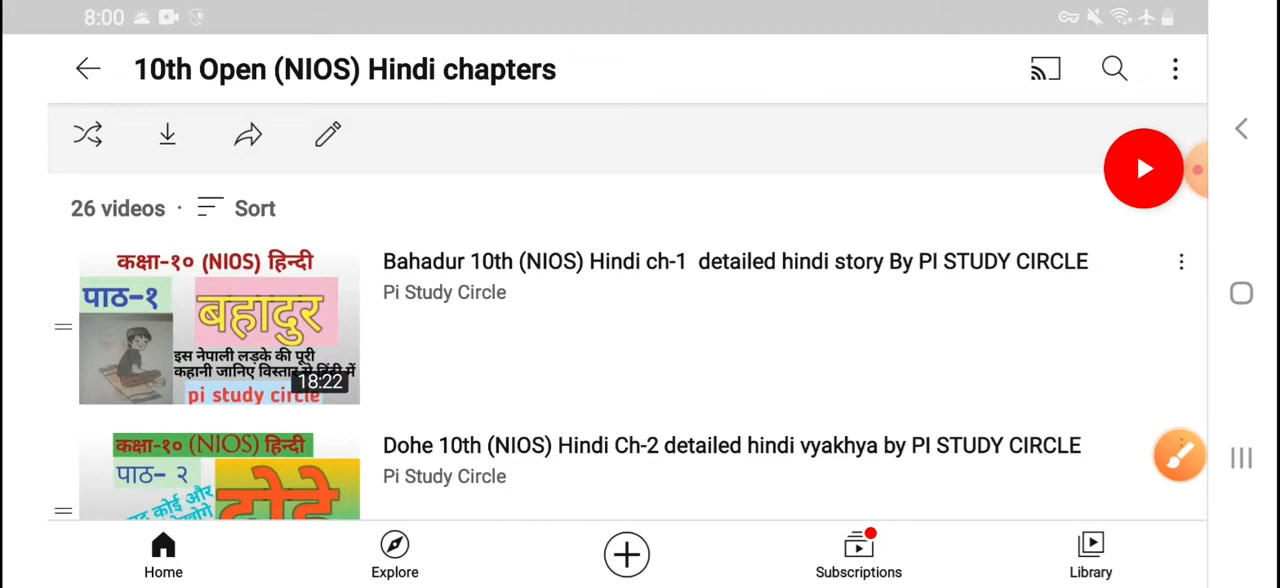 8:00
10th Open (NIOS) Hindi chapters
26 videos · Sort
कक्षा-१० (NIOS) हिन्दी
पाठ-१
बहादुर
इस नेपाली लड़के की पूरी
कहानी जानिए विस्तार से हिंदी में
18:22
pi study circle
Bahadur 10th (NIOS) Hindi ch-1 detailed hindi story By PI STUDY CIRCLE
Pi Study Circle
कक्षा-१० (NIOS) हिन्दी
पाठ- २
कोई और
दोहे
Dohe 10th (NIOS) Hindi Ch-2 detailed hindi vyakhya by PI STUDY CIRCLE
Pi Study Circle
Home
Explore
Subscriptions
Library